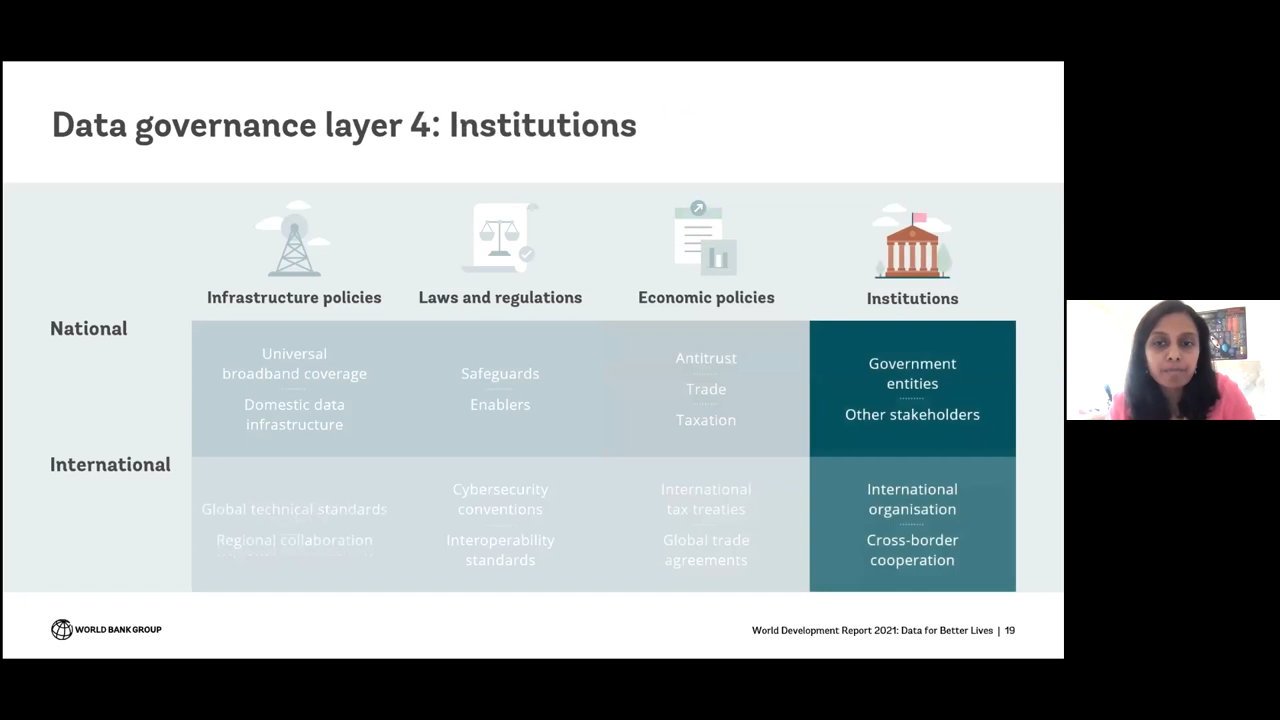 Data governance layer 4: Institutions
Infrastructure policies
Laws and regulations
Economic policies
Institutions
National
Universal
broadband coverage
Domestic data
infrastructure
Safeguards
Enablers
Antitrust
Trade
Taxation
Government
entities
Other stakeholders
International
Global technical standards
Regional collaboration
Cybersecurity
conventions
Interoperability
standards
International
tax treaties
Global trade
agreements
International
organisation
Cross-border
cooperation
WORLD BANK GROUP
World Development Report 2021: Data for Better Lives | 19